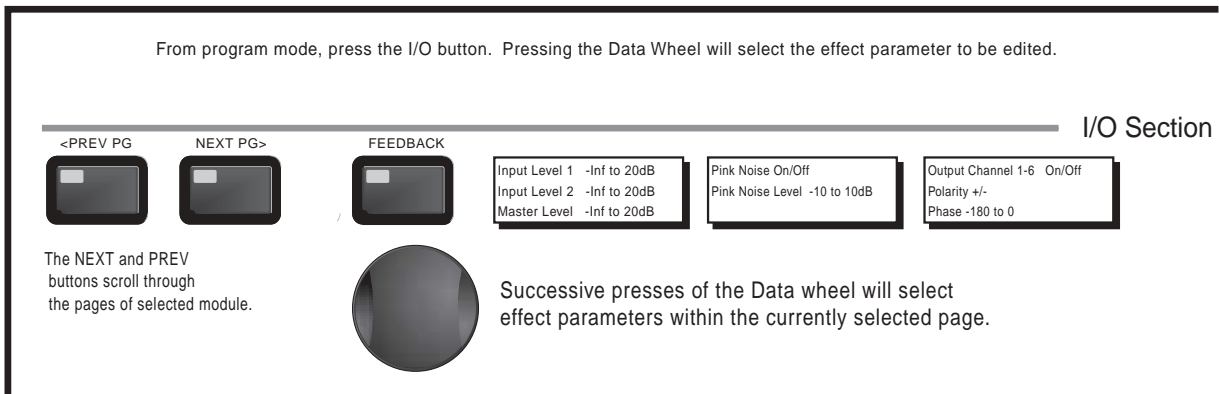 From program mode, press the I/O button. Pressing the Data Wheel will select the effect parameter to be edited.
I/O Section
<PREV PG
NEXT PG>
FEEDBACK
Input Level 1 -Inf to 20dB
Input Level 2 -Inf to 20dB
Master Level -Inf to 20dB
Pink Noise On/Off
Pink Noise Level -10 to 10dB
Output Channel 1-6 On/Off
Polarity +/-
Phase -180 to 0
/
The NEXT and PREV
buttons scroll through
the pages of selected module.
Successive presses of the Data wheel will select
effect parameters within the currently selected page.